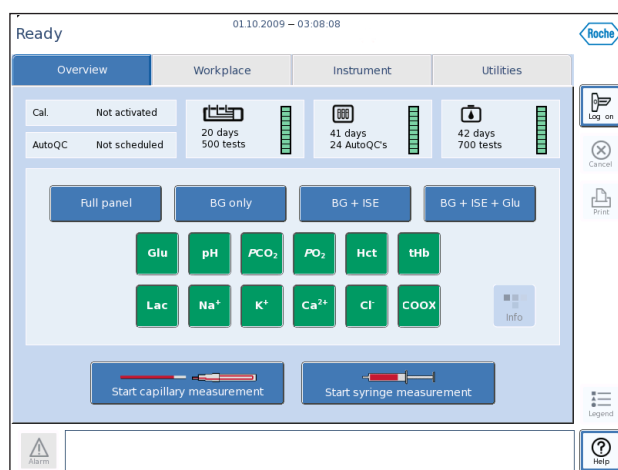 Ready
01.10.2009 – 03:08:08
Roche
Overview
Workplace
Instrument
Utilities
Cal. Not activated
AutoQC Not scheduled
20 days
500 tests
41 days
24 AutoQC's
42 days
700 tests
Log on
Cancel
Print
Full panel
BG only
BG + ISE
BG + ISE + Glu
Glu
pH
PCO₂
PO₂
Hct
tHb
Lac
Na⁺
K⁺
Ca²⁺
Cl⁻
COOX
Info
Start capillary measurement
Start syringe measurement
Legend
Alarm
Help